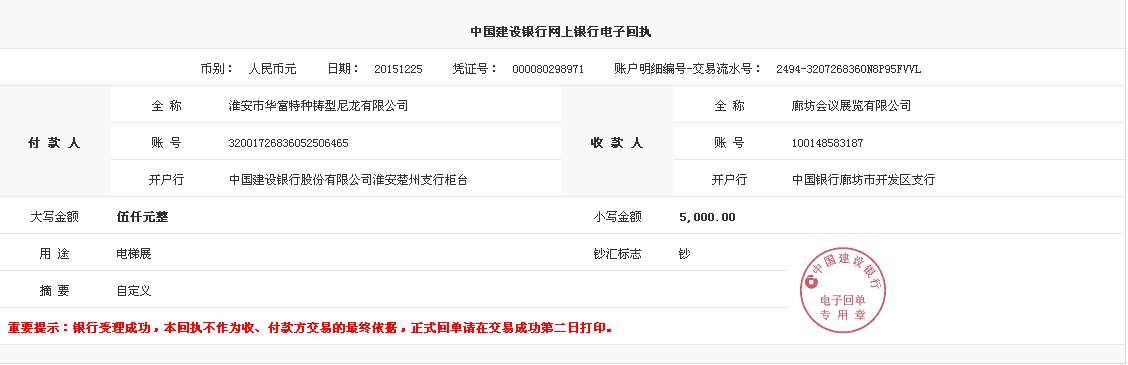 中国建设银行网上银行电子回执
币别： 人民币元 日期： 20151225 凭证号： 000080298971 账户明细编号-交易流水号： 2494-3207268360N8P95FVVL
付 款 人 全 称 淮安市华富特种铸型尼龙有限公司 收 款 人 全 称 廊坊会议展览有限公司
账 号 32001726836052506465 账 号 100148583187
开户行 中国建设银行股份有限公司淮安楚州支行柜台 开户行 中国银行廊坊市开发区支行
大写金额 伍仟元整 小写金额 5,000.00
用 途 电梯展 钞汇标志 钞
摘 要 自定义
中国建设银行
电子回单
专用章
重要提示：银行受理成功，本回执不作为收、付款方交易的最终依据，正式回单请在交易成功第二日打印。